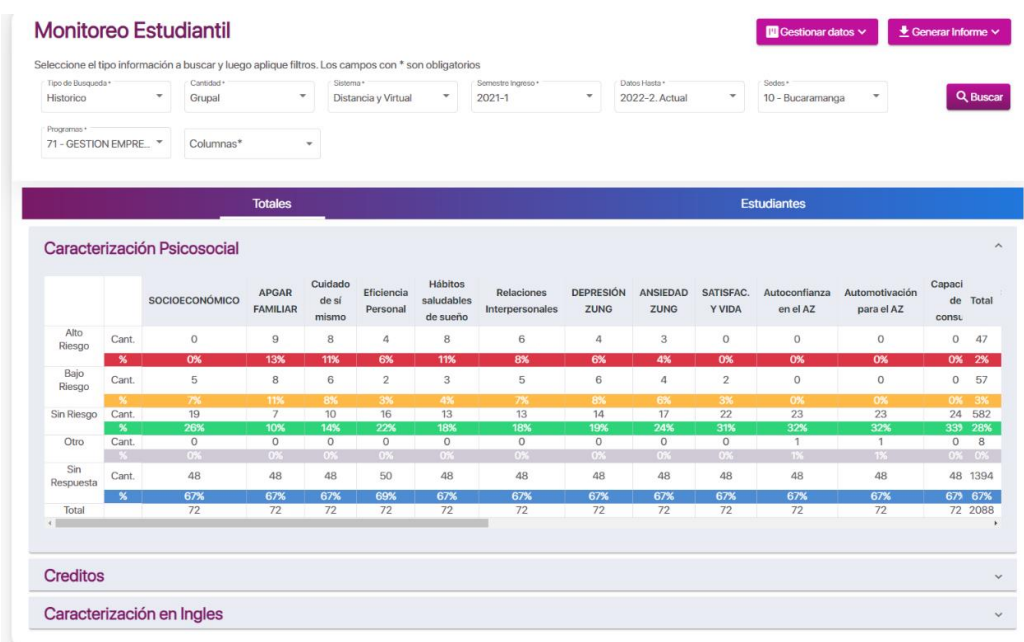 Monitoreo Estudiantil
Gestionar datos
Generar Informe
Seleccione el tipo información a buscar y luego aplique filtros. Los campos con * son obligatorios
Tipo de Busqueda * Cantidad * Sistema * Semestre Ingreso * Datos Hasta * Sedes *
Historico Grupal Distancia y Virtual 2021-1 2022-2. Actual 10 - Bucaramanga Buscar
Programas *
71 - GESTION EMPRE... Columnas*
Totales Estudiantes
Caracterización Psicosocial
SOCIOECONÓMICO APGAR FAMILIAR Cuidado de sí mismo Eficiencia Personal Hábitos saludables de sueño Relaciones Interpersonales DEPRESIÓN ZUNG ANSIEDAD ZUNG SATISFAC. Y VIDA Autoconfianza en el AZ Automotivación para el AZ Capaci de consu Total
Alto Riesgo Cant. 0 9 8 4 8 6 4 3 0 0 0 0 47
% 0% 13% 11% 6% 11% 8% 6% 4% 0% 0% 0% 0% 2%
Bajo Riesgo Cant. 5 8 6 2 3 5 6 4 2 0 0 0 57
% 7% 11% 8% 3% 4% 7% 8% 6% 3% 0% 0% 0% 3%
Sin Riesgo Cant. 19 7 10 16 13 13 14 17 22 23 23 24 582
% 26% 10% 14% 22% 18% 18% 19% 24% 31% 32% 32% 33% 28%
Otro Cant. 0 0 0 0 0 0 0 0 0 1 1 0 8
% 0% 0% 0% 0% 0% 0% 0% 0% 0% 1% 1% 0% 0%
Sin Respuesta Cant. 48 48 48 50 48 48 48 48 48 48 48 48 1394
% 67% 67% 67% 69% 67% 67% 67% 67% 67% 67% 67% 67% 67%
Total 72 72 72 72 72 72 72 72 72 72 72 72 2088
Creditos
Caracterización en Ingles